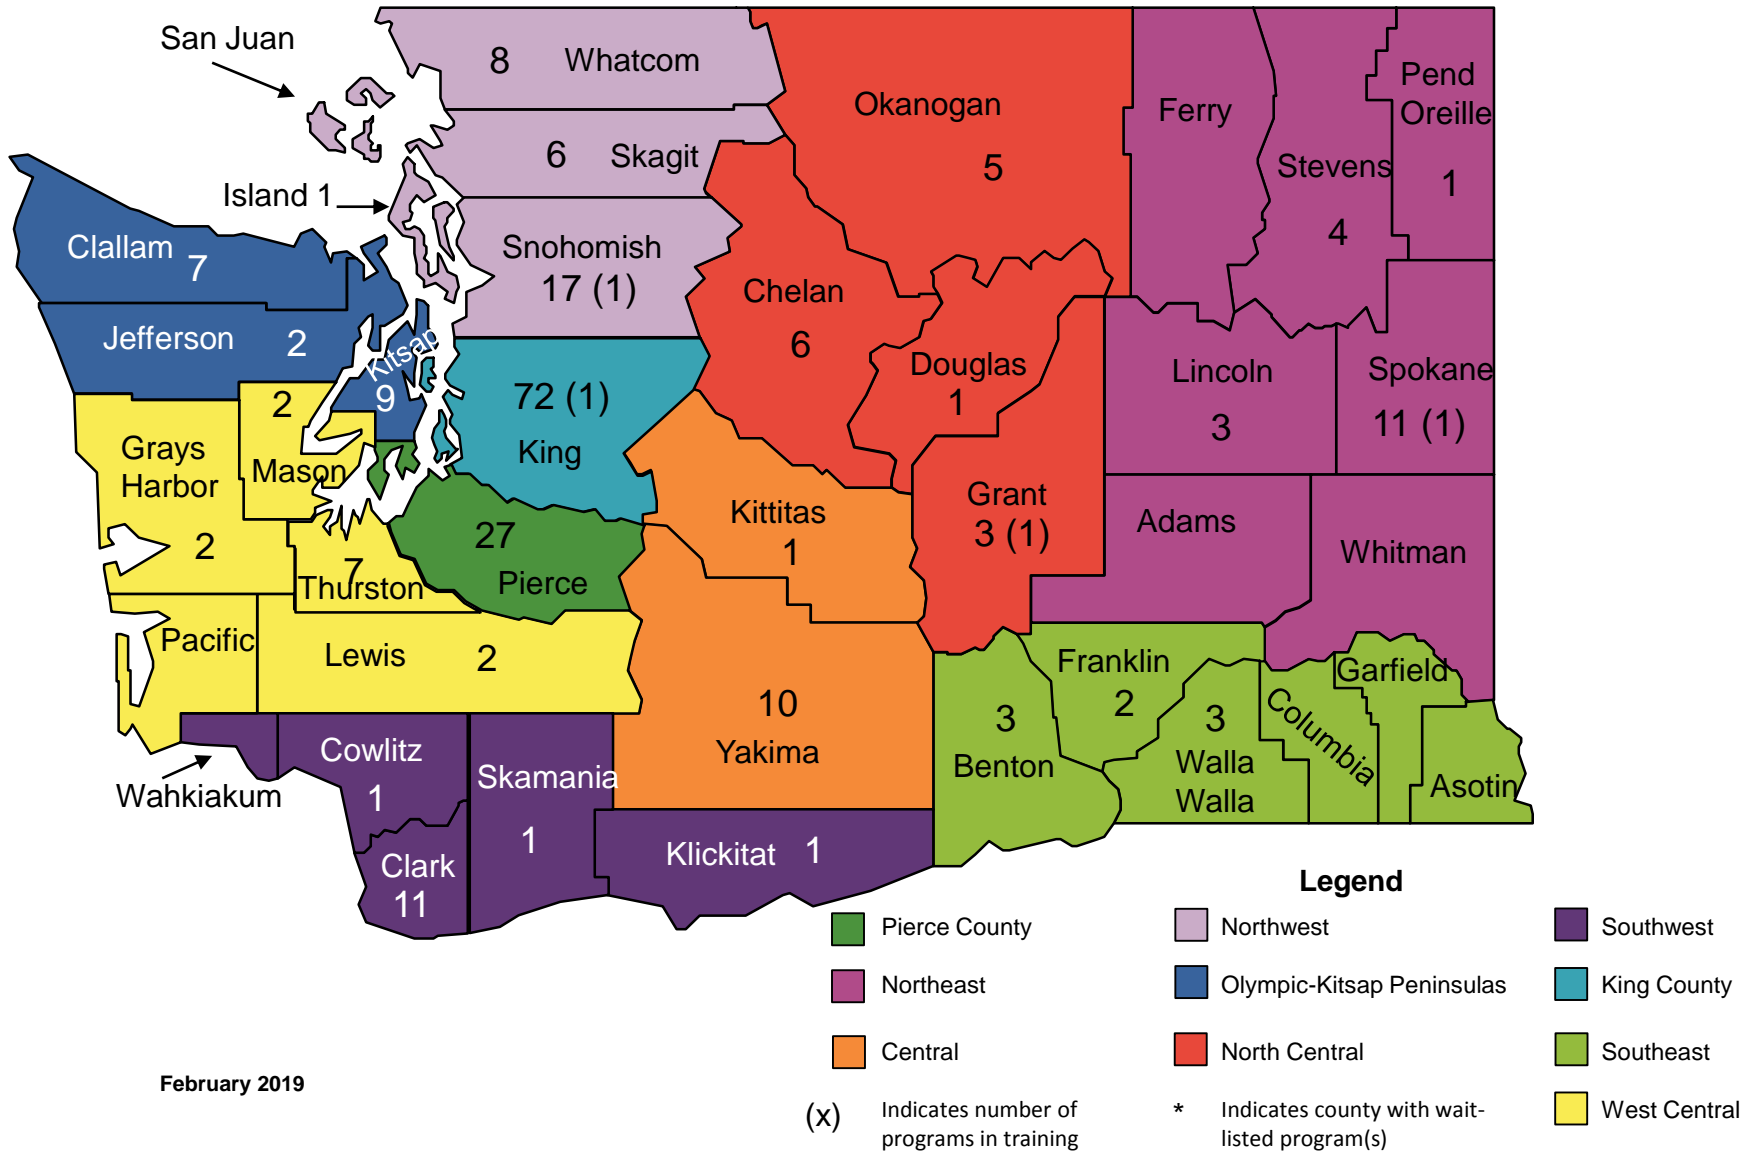 San Juan
8 Whatcom
Okanogan
5
Ferry
Pend
Oreille
1
Stevens
4
6 Skagit
Island 1
Clallam 7
Snohomish
17 (1)
Chelan
6
Jefferson 2
Kitsap
9
72 (1)
King
Douglas
1
Lincoln
3
Spokane
11 (1)
2
Mason
Grays
Harbor
2
Kittitas
1
Grant
3 (1)
Adams
Whitman
27
Pierce
7
Thurston
Pacific
Lewis 2
10
Yakima
3
Benton
Franklin
2
3
Walla
Walla
Columbia
Garfield
Asotin
Wahkiakum
Cowlitz
1
Skamania
1
Clark
11
Klickitat 1
Legend
Pierce County
Northwest
Southwest
Northeast
Olympic-Kitsap Peninsulas
King County
Central
North Central
Southeast
February 2019
(x) Indicates number of
programs in training
* Indicates county with wait-
listed program(s)
West Central